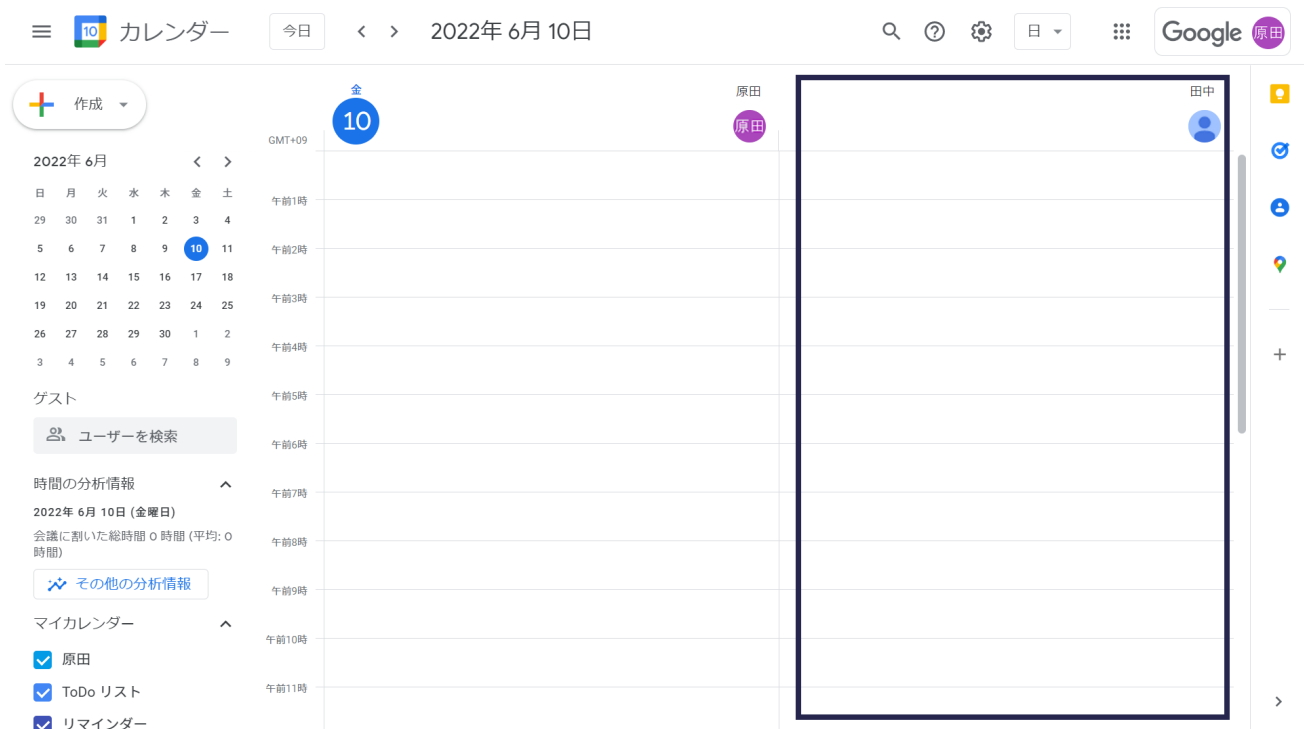 10 カレンダー 今日 2022年 6月 10日 日 Google 原田
作成
2022年 6月
日 月 火 水 木 金 土
29 30 31 1 2 3 4
5 6 7 8 9 10 11
12 13 14 15 16 17 18
19 20 21 22 23 24 25
26 27 28 29 30 1 2
3 4 5 6 7 8 9
ゲスト
ユーザーを検索
時間の分析情報
2022年 6月 10日 (金曜日)
会議に割いた総時間 0 時間 (平均: 0
時間)
その他の分析情報
マイカレンダー
原田
ToDo リスト
リマインダー
金 原田 田中
10 原田
GMT+09
午前1時
午前2時
午前3時
午前4時
午前5時
午前6時
午前7時
午前8時
午前9時
午前10時
午前11時